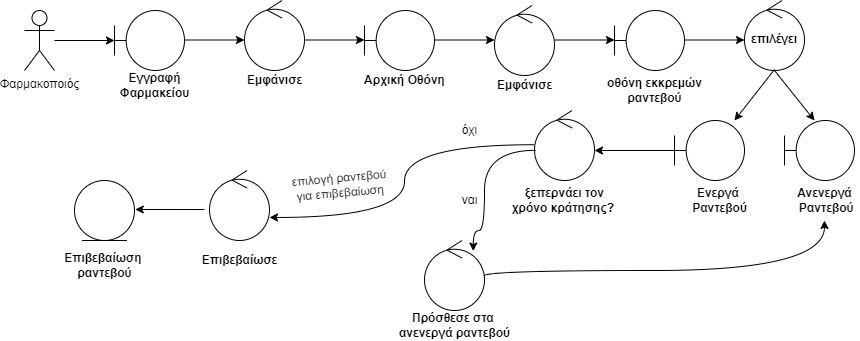 Φαρμακοποιός
Εγγραφή
Φαρμακείου
Εμφάνισε
Αρχική Οθόνη
Εμφάνισε
οθόνη εκκρεμών
ραντεβού
επιλέγει
όχι
επιλογή ραντεβού
για επιβεβαίωση
ναι
ξεπερνάει τον
χρόνο κράτησης?
Ενεργά
Ραντεβού
Ανενεργά
Ραντεβού
Επιβεβαίωση
ραντεβού
Επιβεβαίωσε
Πρόσθεσε στα
ανενεργά ραντεβού